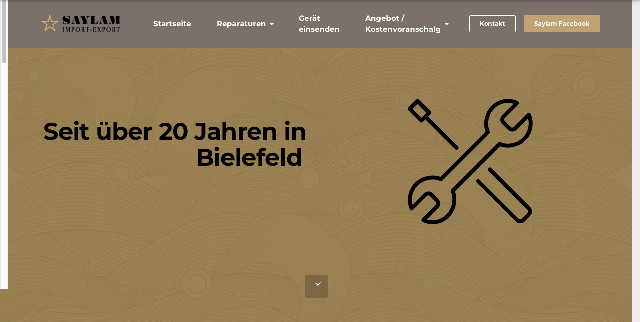 SAYLAM
IMPORT-EXPORT
Startseite
Reparaturen
Gerät
einsenden
Angebot /
Kostenvoranschalg
Kontakt
Saylam Facebook
Seit über 20 Jahren in
Bielefeld